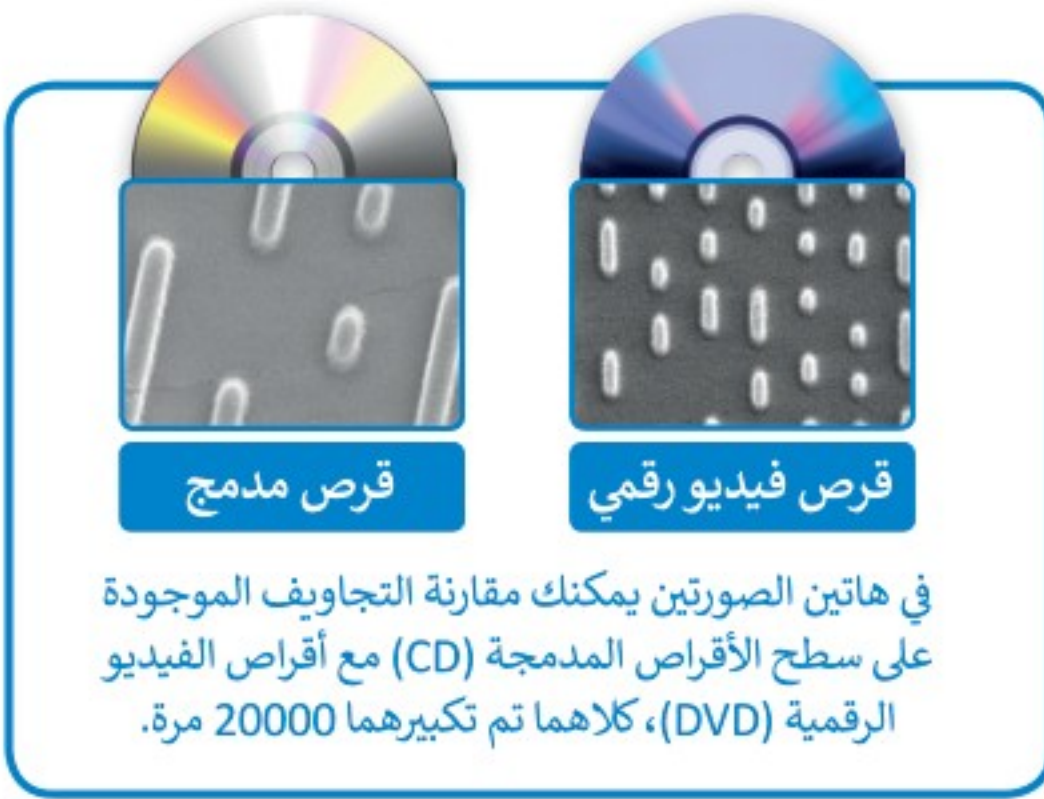 قرص فيديو رقمي
قرص مدمج
في هاتين الصورتين يمكنك مقارنة التجاويف الموجودة
على سطح الأقراص المدمجة (CD) مع أقراص الفيديو
الرقمية (DVD)، كلاهما تم تكبيرهما 20000 مرة.